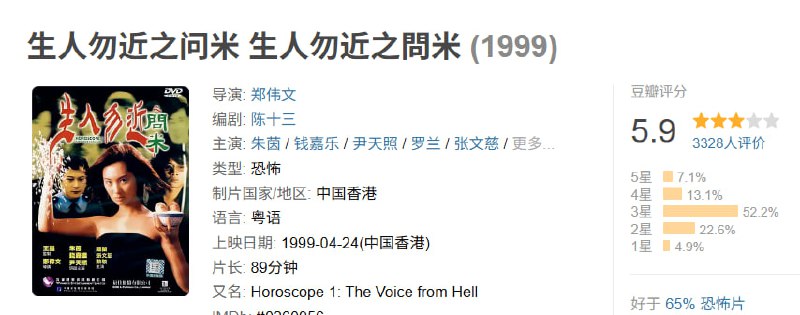 生人勿近之问米 生人勿近之問米 (1999)
DVD
生人勿近
問米
HOROSCOPE
导演: 郑伟文
编剧: 陈十三
主演: 朱茵 / 钱嘉乐 / 尹天照 / 罗兰 / 张文慈 / 更多...
类型: 恐怖
制片国家/地区: 中国香港
语言: 粤语
上映日期: 1999-04-24(中国香港)
片长: 89分钟
又名: Horoscope 1: The Voice from Hell
豆瓣评分
5.9
3328人评价
5星 7.1%
4星 13.1%
3星 52.2%
2星 22.6%
1星 4.9%
好于 65% 恐怖片